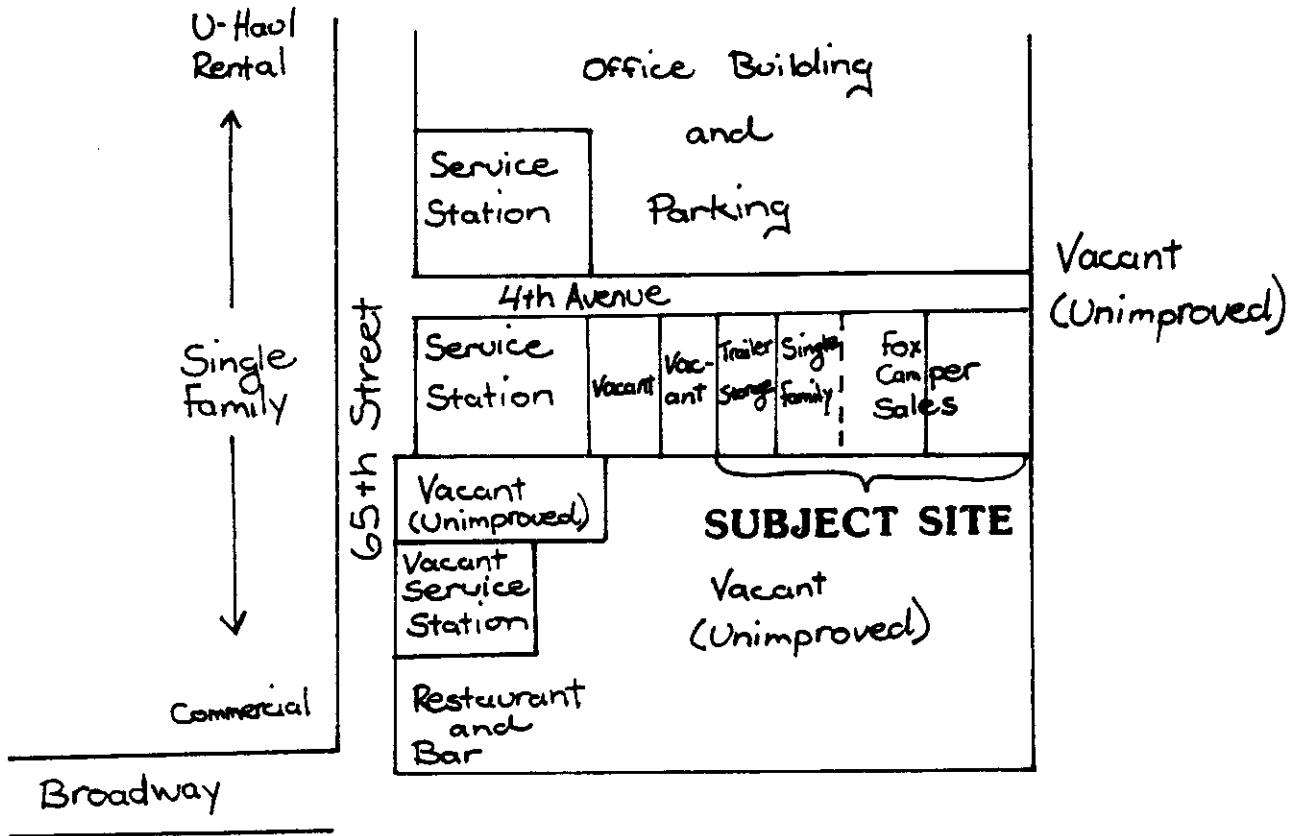 U-Haul
Rental
Office Building
and
Parking
Service
Station
Vacant
(Unimproved)
4th Avenue
65th Street
Single
Family
Service
Station
Vacant
Vac-
ant
Trailer
Storage
Single
Family
Fox
Camper
Sales
Vacant
(Unimproved)
SUBJECT SITE
Vacant
Service
Station
Vacant
(Unimproved)
Commercial
Restaurant
and
Bar
Broadway